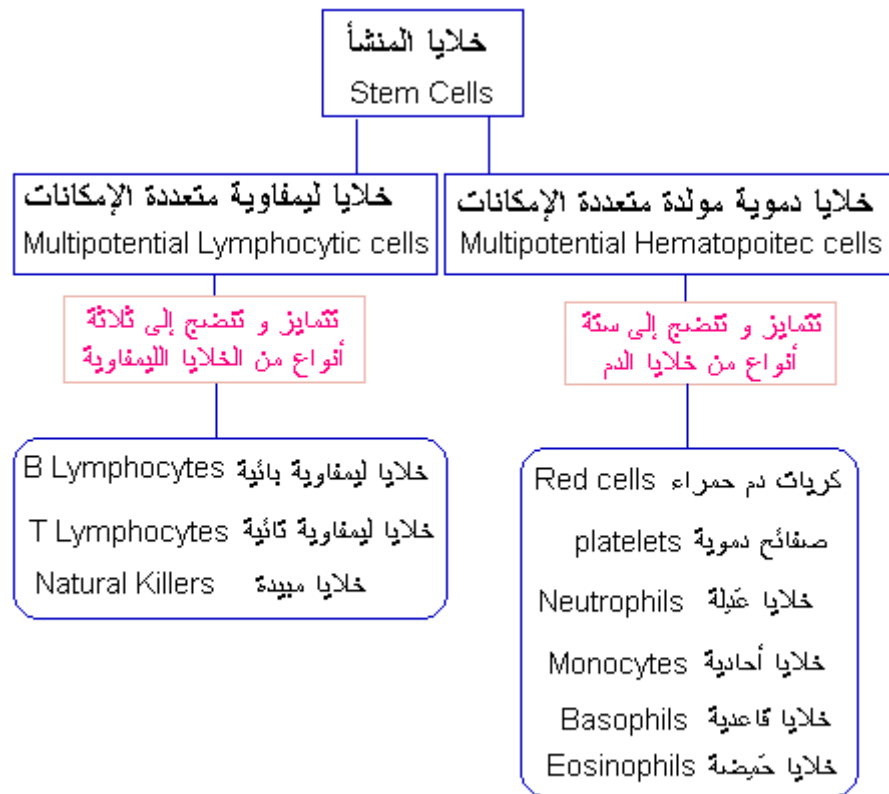 خلايا المنشأ
Stem Cells
خلايا دموية مولدة متعددة الإمكانات
Multipotential Hematopoitec cells
خلايا ليمفاوية متعددة الإمكانات
Multipotential Lymphocytic cells
تتمايز و تنضج إلى ستة
أنواع من خلايا الدم
تتمايز و تنضج إلى ثلاثة
أنواع من الخلايا الليمفاوية
كريات دم حمراء Red cells
صفائح دموية platelets
خلايا عَدِلة Neutrophils
خلايا أحادية Monocytes
خلايا قاعدية Basophils
خلايا حَمِضة Eosinophils
خلايا ليمفاوية بائية B Lymphocytes
خلايا ليمفاوية تائية T Lymphocytes
خلايا مبيدة Natural Killers